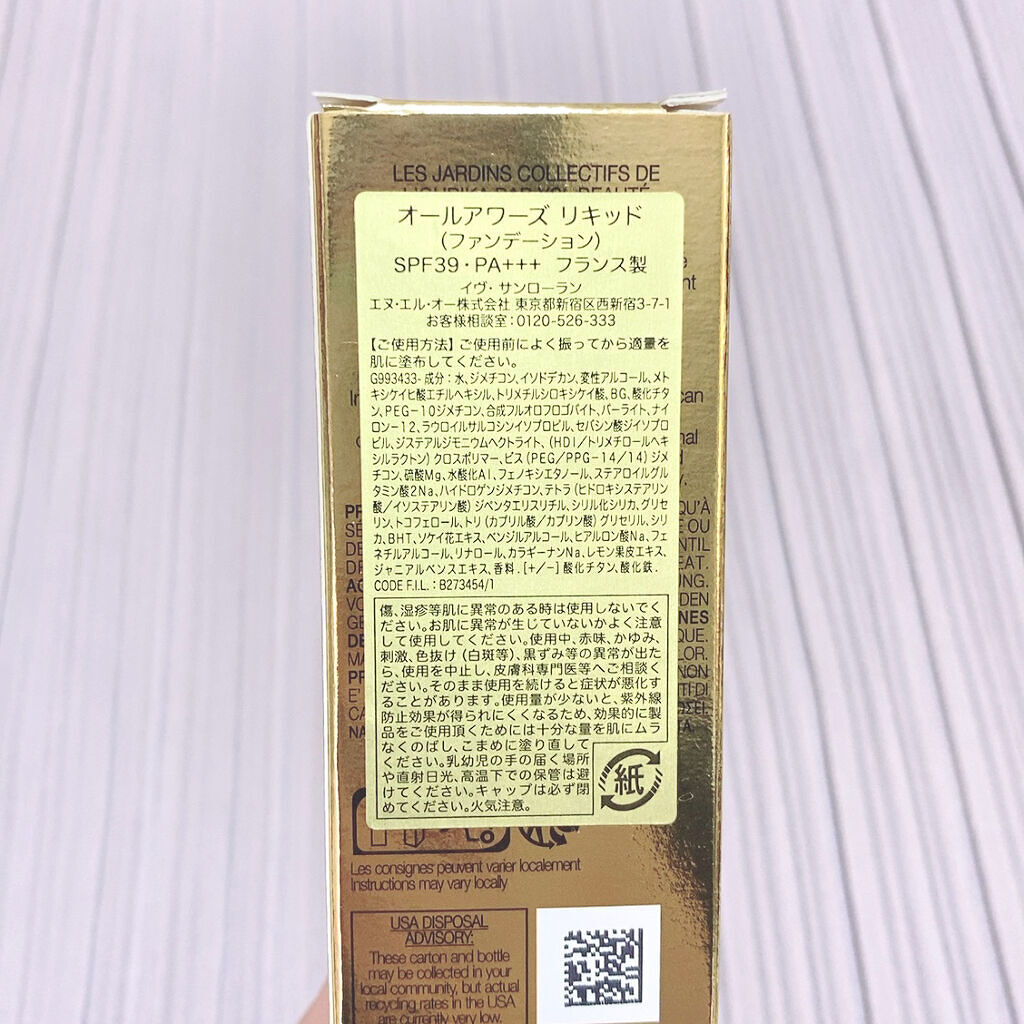 LES JARDINS COLLECTIFS DE
オールアワーズ リキッド
(ファンデーション)
SPF39・PA+++ フランス製
イヴ・サンローラン
エヌ・エル・オー株式会社 東京都新宿区西新宿3-7-1
お客様相談室:0120-526-333
【ご使用方法】ご使用前によく振ってから適量を
肌に塗布してください。
G993433- 成分:水、ジメチコン、イソドデカン、変性アルコール、メト
キシケイヒ酸エチルヘキシル、トリメチルシロキシケイ酸、BG、酸化チタ
ン、PEG-10ジメチコン、合成フルオロフロゴパイト、パーライト、ナイ
ロン-12、ラウロイルサルコシンイソプロピル、セバシン酸ジイソプロ
ピル、ジステアルジモニウムヘクトライト、(HDI/トリメチロールヘキ
シルラクトン)クロスポリマー、ビス(PEG/PPG-14/14)ジメ
チコン、硫酸Mg、水酸化Al、フェノキシエタノール、ステアロイルグル
タミン酸2Na、ハイドロゲンジメチコン、テトラ(ヒドロキシステアリン
酸/イソステアリン酸)ジペンタエリスリチル、シリル化シリカ、グリセ
リン、トコフェロール、トリ(カプリル酸/カプリン酸)グリセリル、シリ
カ、BHT、ソケイ花エキス、ベンジルアルコール、ヒアルロン酸Na、フェ
ネチルアルコール、リナロール、カラギーナンNa、レモン果皮エキス、
ジャニアルベンスエキス、香料.[+/-]酸化チタン、酸化鉄.
CODE F.I.L.:B273454/1
傷、湿疹等肌に異常のある時は使用しないでく
ださい。お肌に異常が生じていないかよく注意
して使用してください。使用中、赤味、かゆみ、
刺激、色抜け(白斑等)、黒ずみ等の異常が出た
ら、使用を中止し、皮膚科専門医等へご相談く
ださい。そのまま使用を続けると症状が悪化す
ることがあります。使用量が少ないと、紫外線
防止効果が得られにくくなるため、効果的に製
品をご使用頂くためには十分な量を肌にムラ
なくのばし、こまめに塗り直して
ください。乳幼児の手の届く場所
や直射日光、高温下での保管は避
けてください。キャップは必ず閉
めてください。火気注意。
紙
Les consignes peuvent varier localement
Instructions may vary locally
USA DISPOSAL
ADVISORY:
These carton and bottle
may be collected in your
local community, but actual
recycling rates in the USA
are currently very low.